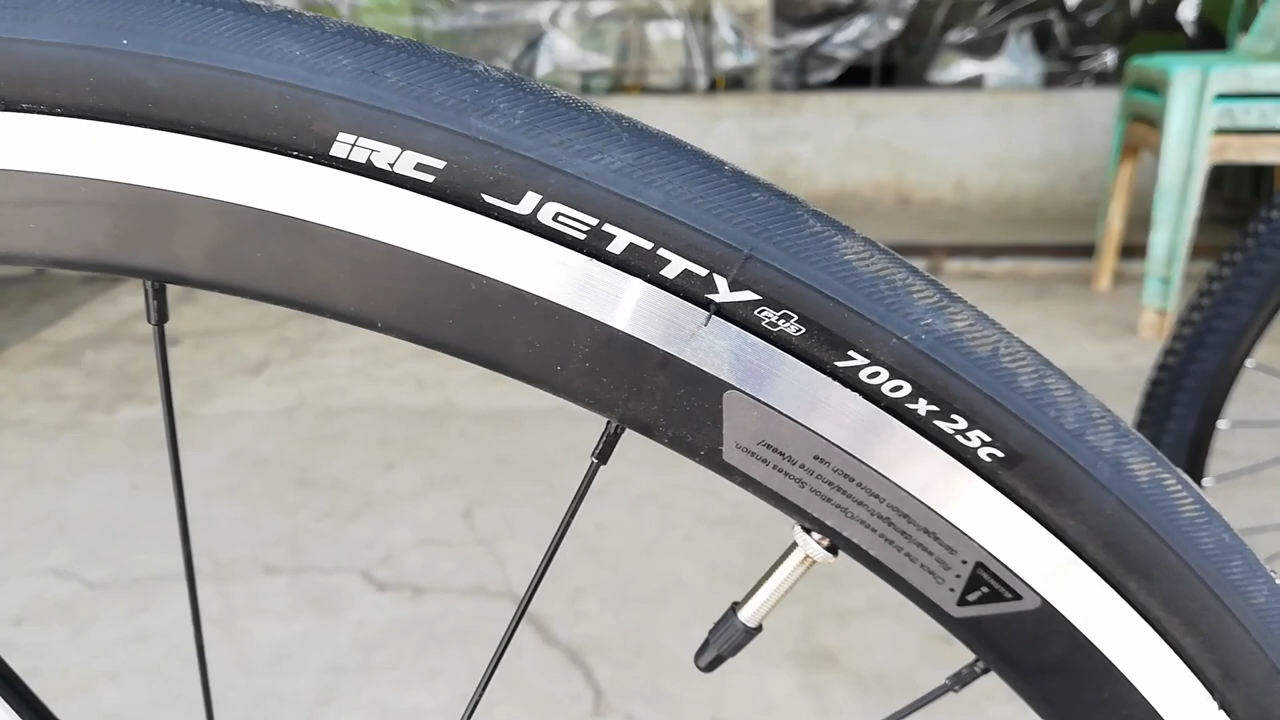 IRC JETTY PLUS 700 x 25c
WARNING
• Check the brake wear/Operation. Spokes tension.
• Rim wear/damage/trueness/and tire fit/wear/
damage/inflation before each use